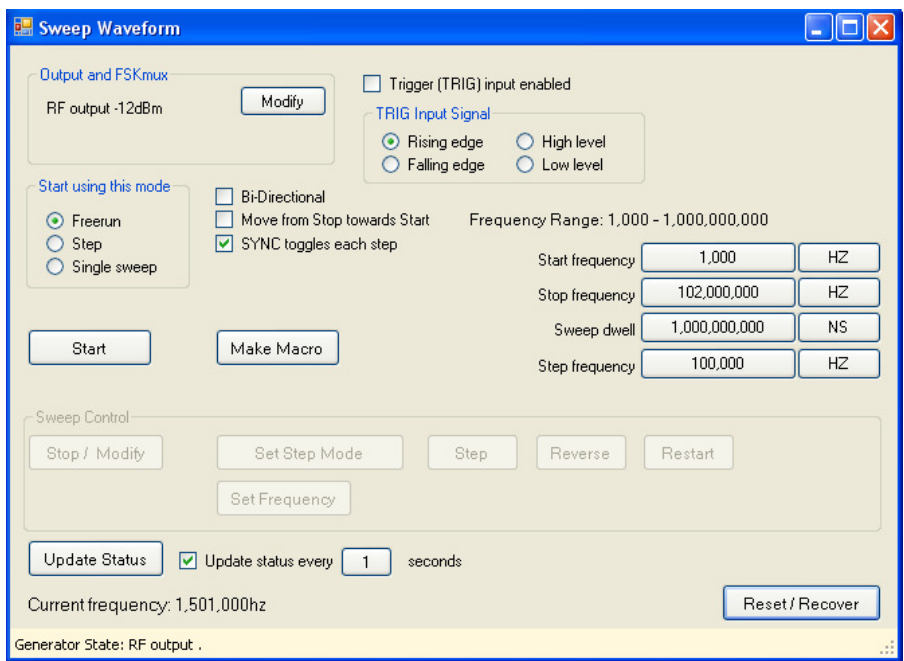 Sweep Waveform
Output and FSKmux
RF output -12dBm
Modify
Trigger (TRIG) input enabled
TRIG Input Signal
Rising edge
High level
Falling edge
Low level
Start using this mode
Freerun
Step
Single sweep
Bi-Directional
Move from Stop towards Start
SYNC toggles each step
Frequency Range: 1,000 - 1,000,000,000
Start frequency 1,000 HZ
Stop frequency 102,000,000 HZ
Sweep dwell 1,000,000,000 NS
Step frequency 100,000 HZ
Start
Make Macro
Sweep Control
Stop / Modify
Set Step Mode
Step
Reverse
Restart
Set Frequency
Update Status
Update status every 1 seconds
Current frequency: 1,501,000hz
Reset / Recover
Generator State: RF output .